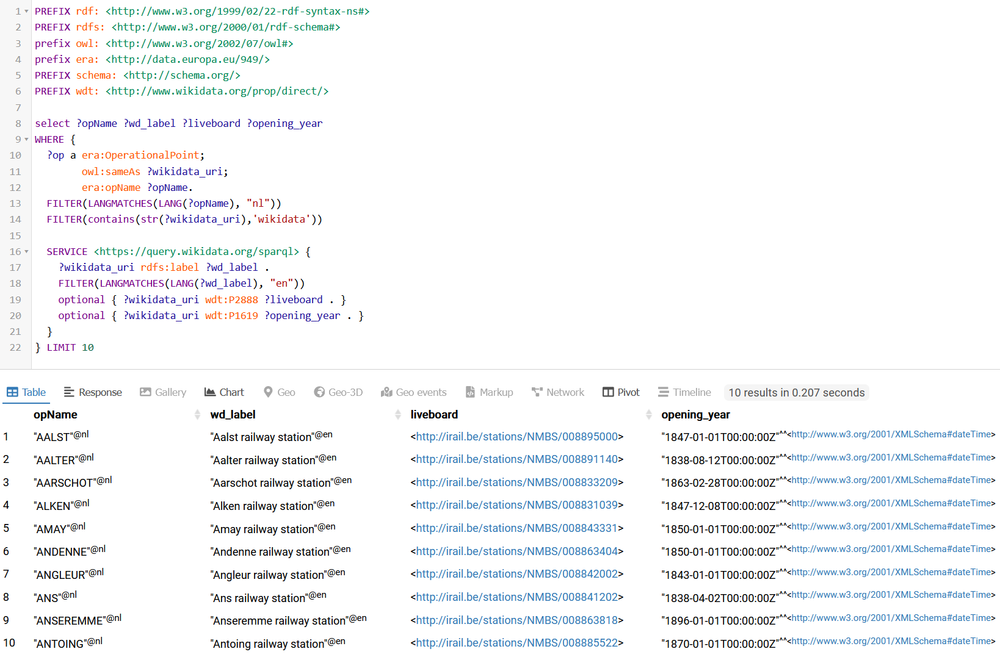 1 PREFIX rdf: <http://www.w3.org/1999/02/22-rdf-syntax-ns#>
2 PREFIX rdfs: <http://www.w3.org/2000/01/rdf-schema#>
3 prefix owl: <http://www.w3.org/2002/07/owl#>
4 prefix era: <http://data.europa.eu/949/>
5 PREFIX schema: <http://schema.org/>
6 PREFIX wdt: <http://www.wikidata.org/prop/direct/>
7
8 select ?opName ?wd_label ?liveboard ?opening_year
9 WHERE {
10 ?op a era:OperationalPoint;
11 owl:sameAs ?wikidata_uri;
12 era:opName ?opName.
13 FILTER(LANGMATCHES(LANG(?opName), "nl"))
14 FILTER(contains(str(?wikidata_uri),'wikidata'))
15
16 SERVICE <https://query.wikidata.org/sparql> {
17 ?wikidata_uri rdfs:label ?wd_label .
18 FILTER(LANGMATCHES(LANG(?wd_label), "en"))
19 optional { ?wikidata_uri wdt:P2888 ?liveboard . }
20 optional { ?wikidata_uri wdt:P1619 ?opening_year . }
21 }
22 } LIMIT 10
Table Response Gallery Chart Geo Geo-3D Geo events Markup Network Pivot Timeline 10 results in 0.207 seconds
opName wd_label liveboard opening_year
1 "AALST"@nl "Aalst railway station"@en <http://irail.be/stations/NMBS/008895000> "1847-01-01T00:00:00Z"^^<http://www.w3.org/2001/XMLSchema#dateTime>
2 "AALTER"@nl "Aalter railway station"@en <http://irail.be/stations/NMBS/008891140> "1838-08-12T00:00:00Z"^^<http://www.w3.org/2001/XMLSchema#dateTime>
3 "AARSCHOT"@nl "Aarschot railway station"@en <http://irail.be/stations/NMBS/008833209> "1863-02-28T00:00:00Z"^^<http://www.w3.org/2001/XMLSchema#dateTime>
4 "ALKEN"@nl "Alken railway station"@en <http://irail.be/stations/NMBS/008831039> "1847-12-08T00:00:00Z"^^<http://www.w3.org/2001/XMLSchema#dateTime>
5 "AMAY"@nl "Amay railway station"@en <http://irail.be/stations/NMBS/008843331> "1850-01-01T00:00:00Z"^^<http://www.w3.org/2001/XMLSchema#dateTime>
6 "ANDENNE"@nl "Andenne railway station"@en <http://irail.be/stations/NMBS/008863404> "1850-01-01T00:00:00Z"^^<http://www.w3.org/2001/XMLSchema#dateTime>
7 "ANGLEUR"@nl "Angleur railway station"@en <http://irail.be/stations/NMBS/008842002> "1843-01-01T00:00:00Z"^^<http://www.w3.org/2001/XMLSchema#dateTime>
8 "ANS"@nl "Ans railway station"@en <http://irail.be/stations/NMBS/008841202> "1838-04-02T00:00:00Z"^^<http://www.w3.org/2001/XMLSchema#dateTime>
9 "ANSEREMME"@nl "Anseremme railway station"@en <http://irail.be/stations/NMBS/008863818> "1896-01-01T00:00:00Z"^^<http://www.w3.org/2001/XMLSchema#dateTime>
10 "ANTOING"@nl "Antoing railway station"@en <http://irail.be/stations/NMBS/008885522> "1870-01-01T00:00:00Z"^^<http://www.w3.org/2001/XMLSchema#dateTime>